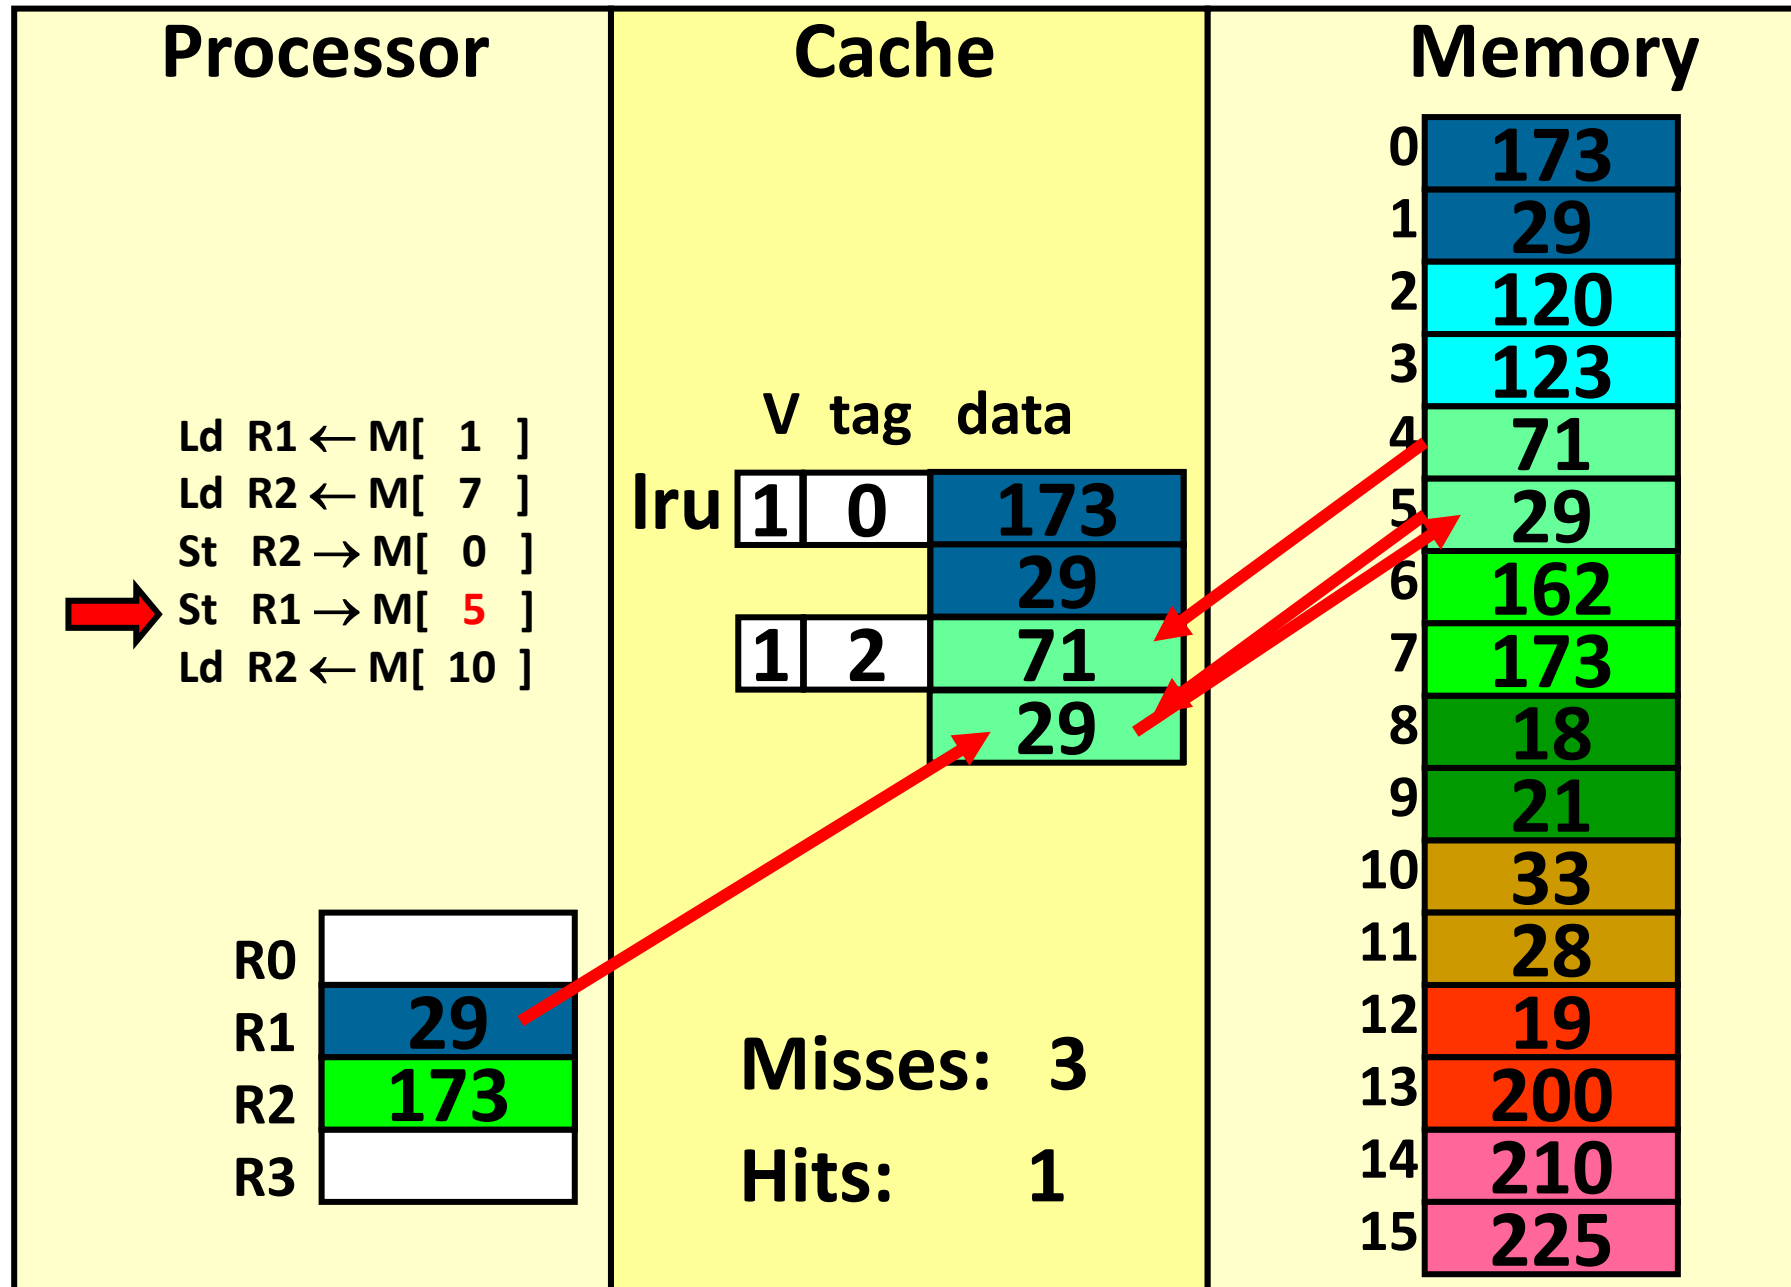 Processor
Ld R1 ← M[ 1 ]
Ld R2 ← M[ 7 ]
St R2 → M[ 0 ]
St R1 → M[ 5 ]
Ld R2 ← M[ 10 ]
R0
R1 29
R2 173
R3
Cache
V tag data
lru 1 0 173
29
1 2 71
29
Misses: 3
Hits: 1
Memory
0 173
1 29
2 120
3 123
4 71
5 29
6 162
7 173
8 18
9 21
10 33
11 28
12 19
13 200
14 210
15 225